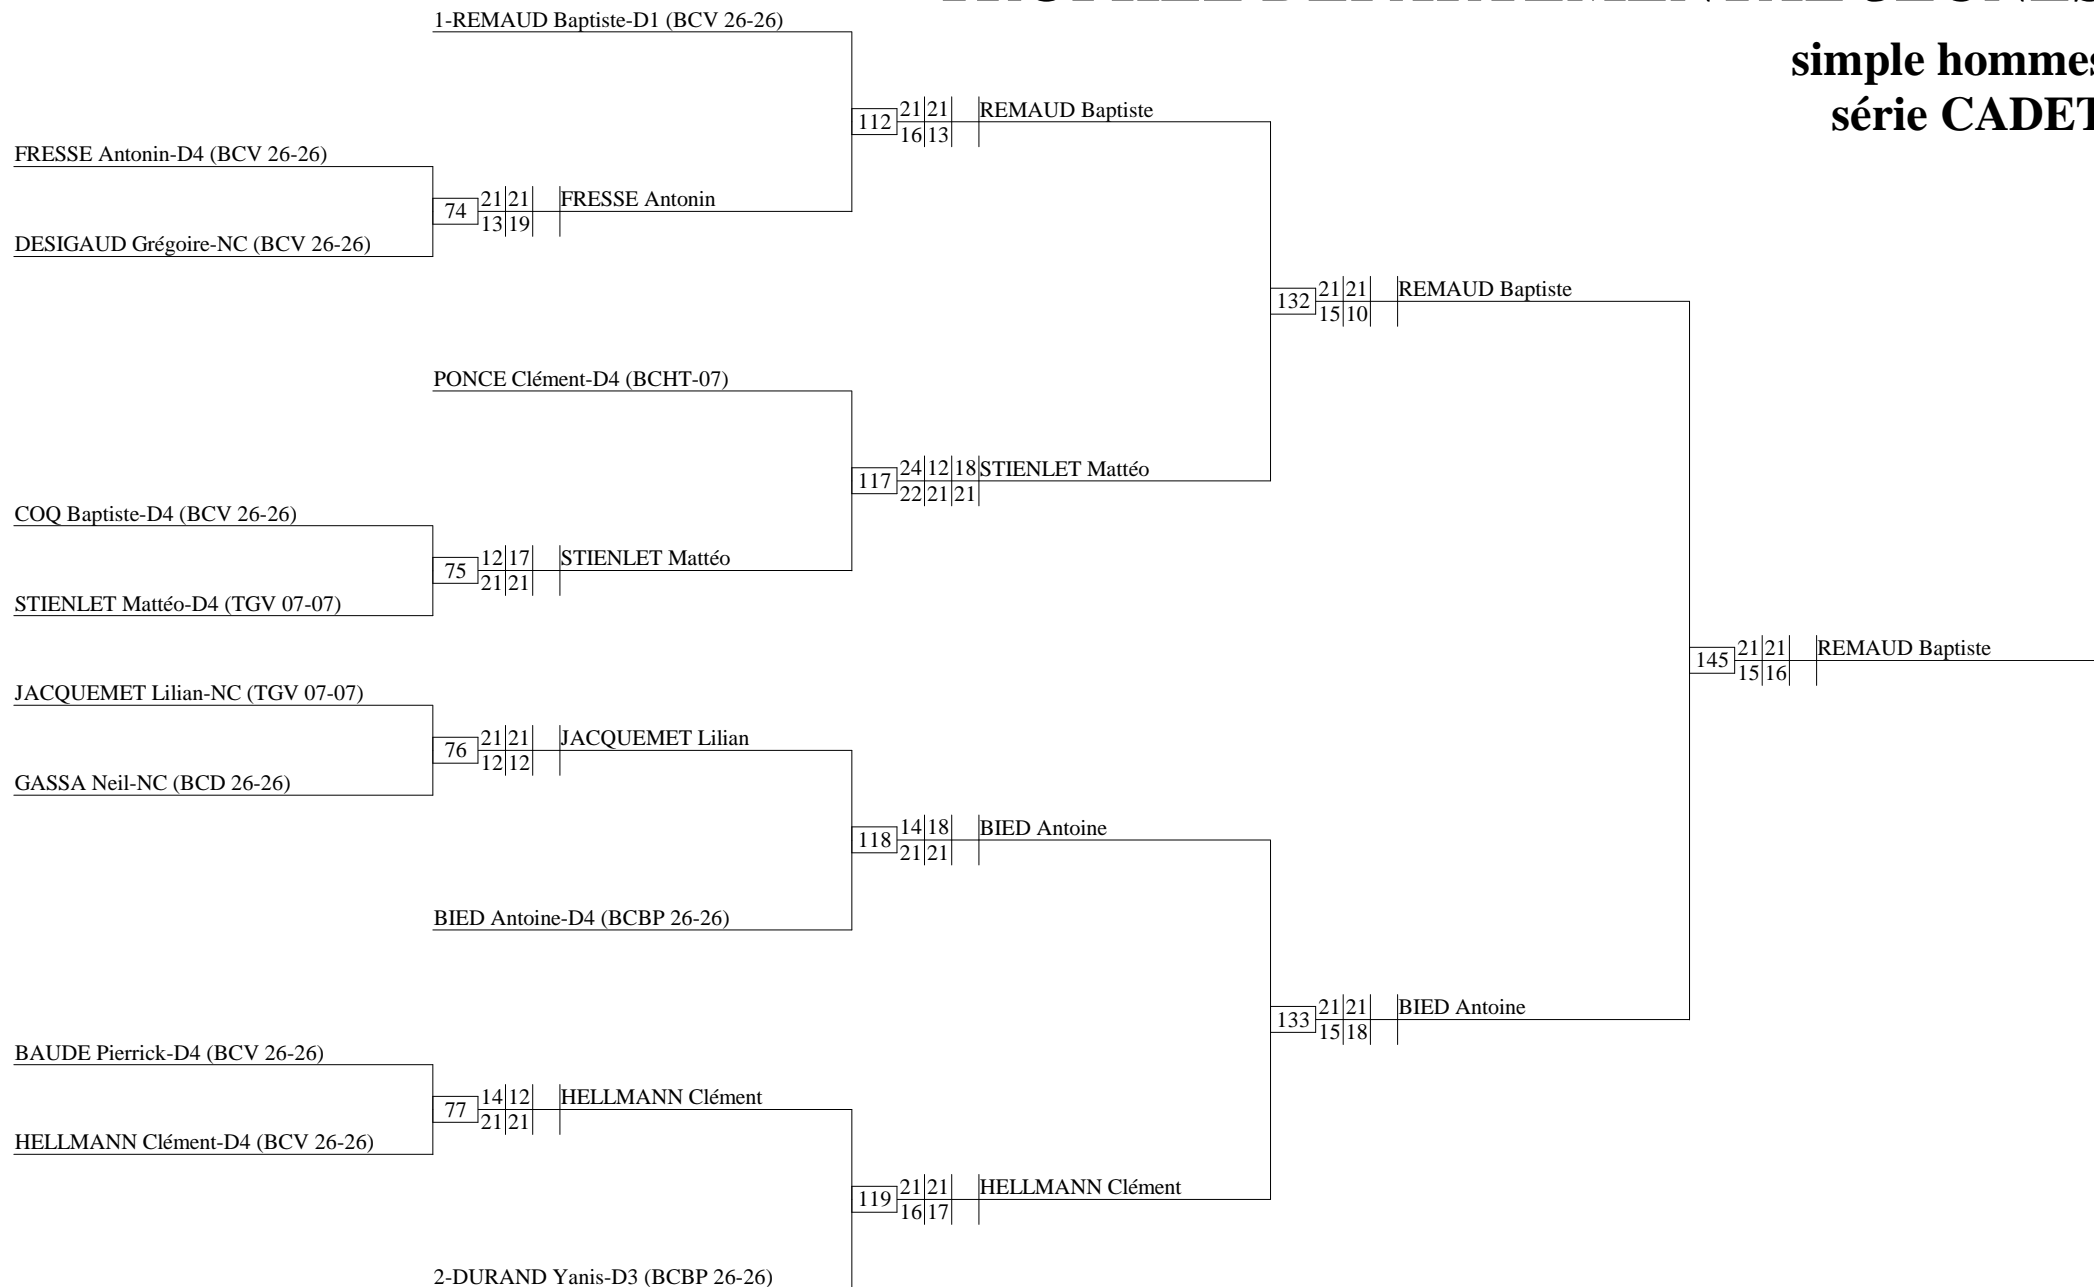 simple hommes
série CADET
1-REMAUD Baptiste-D1 (BCV 26-26)
112
21 21
16 13
REMAUD Baptiste
FRESSE Antonin-D4 (BCV 26-26)
74
21 21
13 19
FRESSE Antonin
DESIGAUD Grégoire-NC (BCV 26-26)
132
21 21
15 10
REMAUD Baptiste
PONCE Clément-D4 (BCHT-07)
117
24 12 18
22 21 21
STIENLET Mattéo
COQ Baptiste-D4 (BCV 26-26)
75
12 17
21 21
STIENLET Mattéo
STIENLET Mattéo-D4 (TGV 07-07)
145
21 21
15 16
REMAUD Baptiste
JACQUEMET Lilian-NC (TGV 07-07)
76
21 21
12 12
JACQUEMET Lilian
GASSA Neil-NC (BCD 26-26)
118
14 18
21 21
BIED Antoine
BIED Antoine-D4 (BCBP 26-26)
133
21 21
15 18
BIED Antoine
BAUDE Pierrick-D4 (BCV 26-26)
77
14 12
21 21
HELLMANN Clément
HELLMANN Clément-D4 (BCV 26-26)
119
21 21
16 17
HELLMANN Clément
2-DURAND Yanis-D3 (BCBP 26-26)